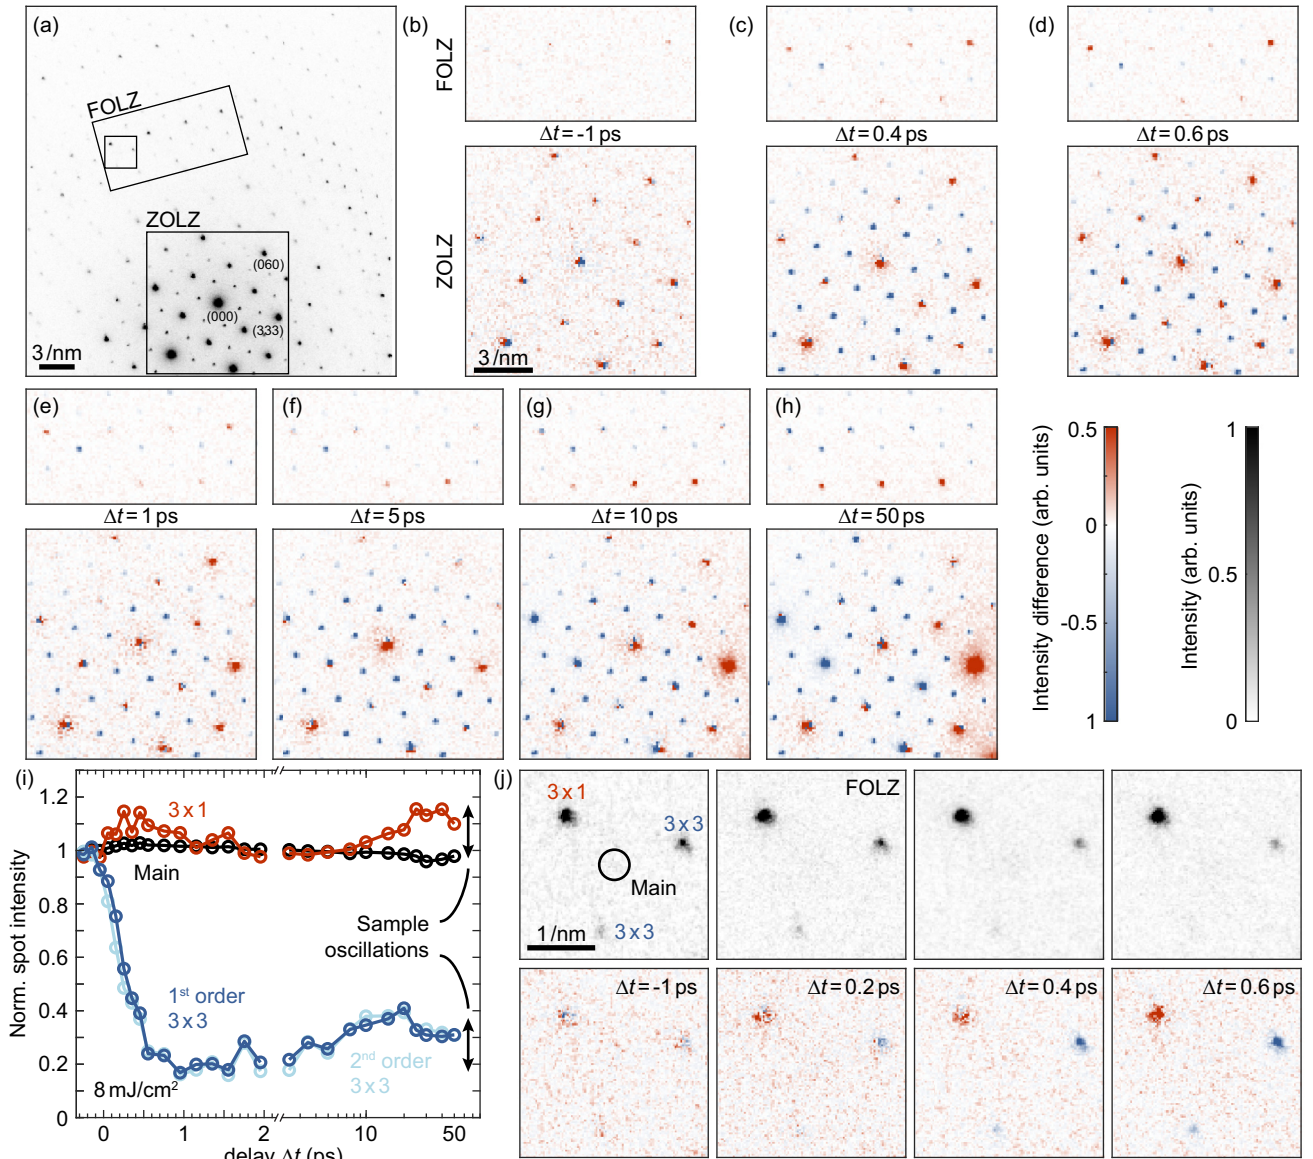 (a)
FOLZ
ZOLZ
(060)
(000)
(333)
3 /nm
(b)
FOLZ
Δt = -1 ps
ZOLZ
3 /nm
(c)
Δt = 0.4 ps
(d)
Δt = 0.6 ps
(e)
Δt = 1 ps
(f)
Δt = 5 ps
(g)
Δt = 10 ps
(h)
Δt = 50 ps
Intensity difference (arb. units)
0.5
0
-0.5
1
Intensity (arb. units)
1
0.5
0
(i)
Norm. spot intensity
1.2
1
0.8
0.6
0.4
0.2
0
3 x 1
Main
Sample
oscillations
1st order
3 x 3
2nd order
3 x 3
8 mJ/cm²
0 1 2 10 50
delay Δt (ps)
(j)
3 x 1
3 x 3
Main
3 x 3
1 /nm
FOLZ
Δt = -1 ps
Δt = 0.2 ps
Δt = 0.4 ps
Δt = 0.6 ps